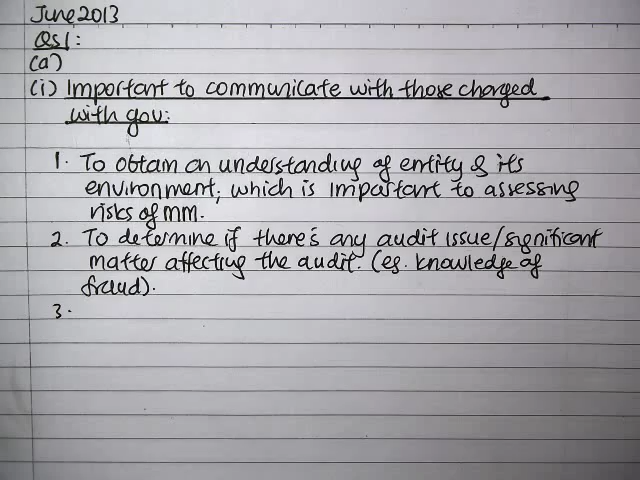 June 2013
QS1:
(a)
(i) Important to communicate with those charged
with gov:
1. To obtain an understanding of entity & its
environment, which is important to assessing
risks of MM.
2. To determine if there's any audit issue/significant
matter affecting the audit. (eg. knowledge of
fraud).
3.